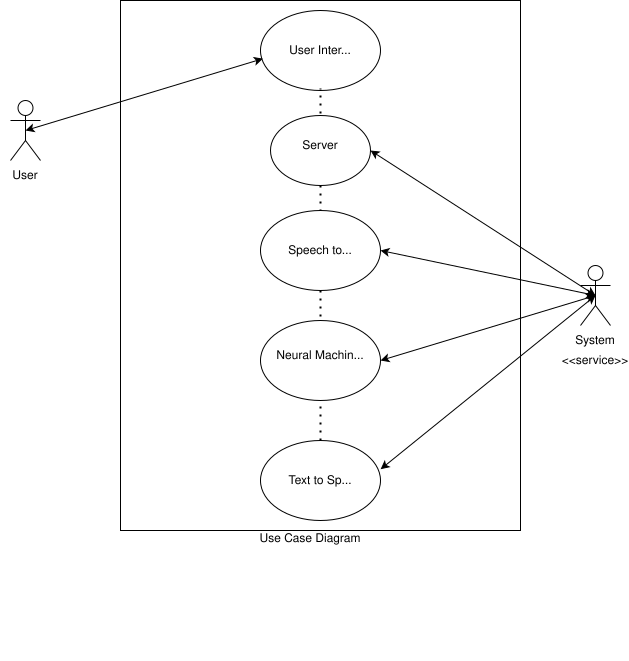 User Inter...
Server
User
Speech to...
System
<<service>>
Neural Machin...
Text to Sp...
Use Case Diagram